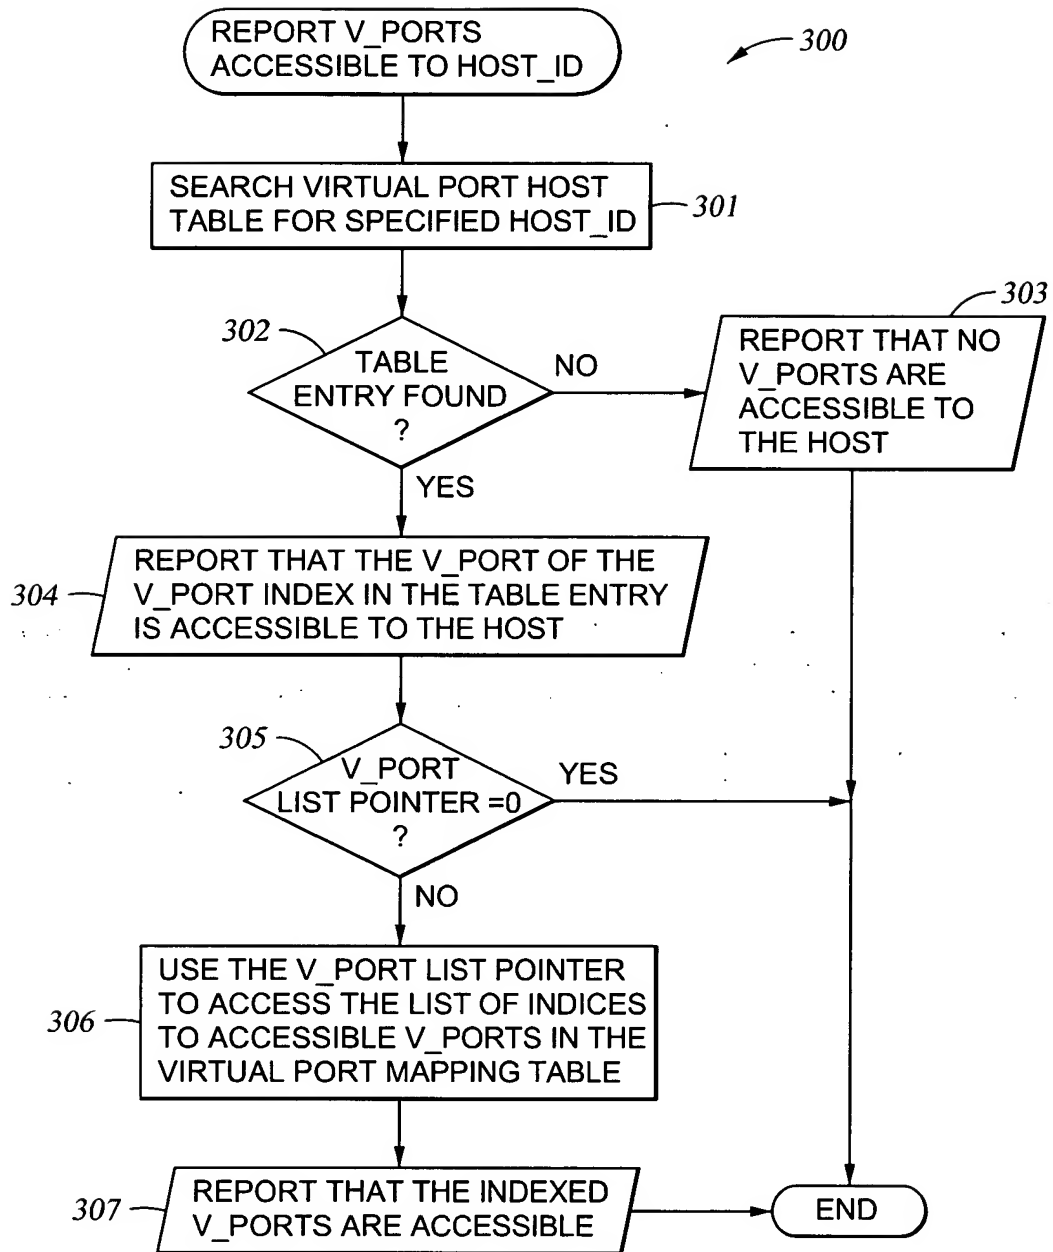 REPORT V_PORTS
ACCESSIBLE TO HOST_ID
300
SEARCH VIRTUAL PORT HOST
TABLE FOR SPECIFIED HOST_ID
301
302
TABLE
ENTRY FOUND
?
NO
YES
303
REPORT THAT NO
V_PORTS ARE
ACCESSIBLE TO
THE HOST
304
REPORT THAT THE V_PORT OF THE
V_PORT INDEX IN THE TABLE ENTRY
IS ACCESSIBLE TO THE HOST
305
V_PORT
LIST POINTER =0
?
YES
NO
306
USE THE V_PORT LIST POINTER
TO ACCESS THE LIST OF INDICES
TO ACCESSIBLE V_PORTS IN THE
VIRTUAL PORT MAPPING TABLE
307
REPORT THAT THE INDEXED
V_PORTS ARE ACCESSIBLE
END